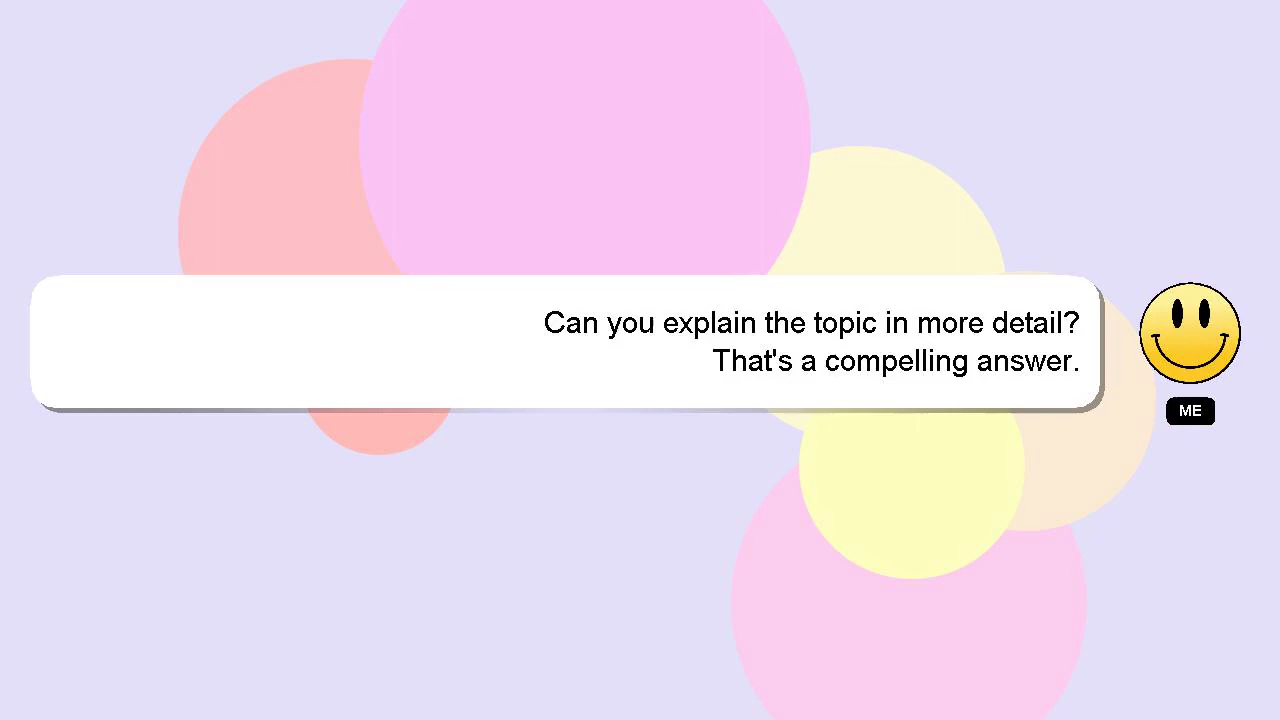 Can you explain the topic in more detail?
That's a compelling answer.
ME